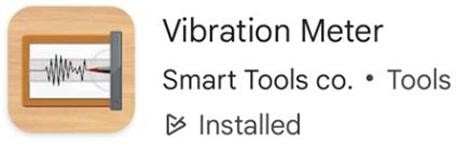 Vibration Meter
Smart Tools co. • Tools
Installed